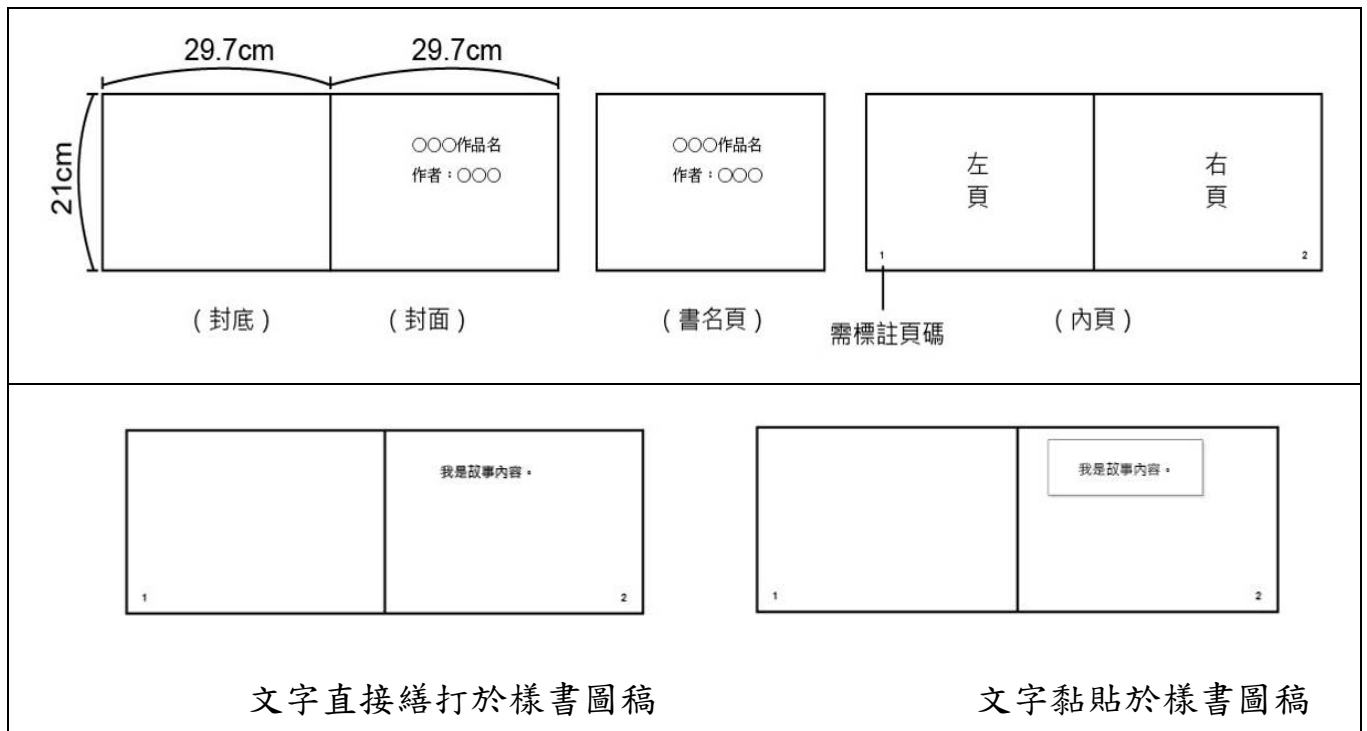 29.7cm
29.7cm
21cm
○○○作品名
作者：○○○
○○○作品名
作者：○○○
左頁
右頁
1
2
（封底）
（封面）
（書名頁）
需標註頁碼
（內頁）
我是故事內容。
1
2
我是故事內容。
1
2
文字直接繕打於樣書圖稿
文字黏貼於樣書圖稿